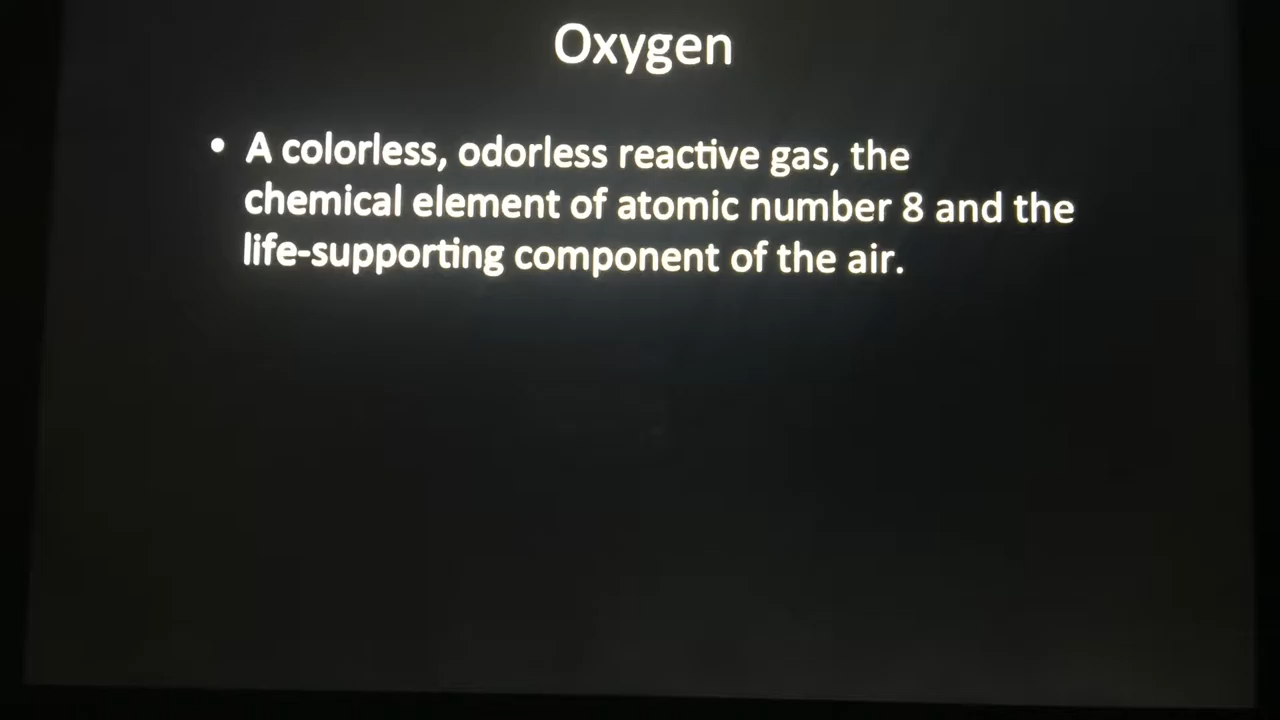 Oxygen
• A colorless, odorless reactive gas, the
chemical element of atomic number 8 and the
life-supporting component of the air.